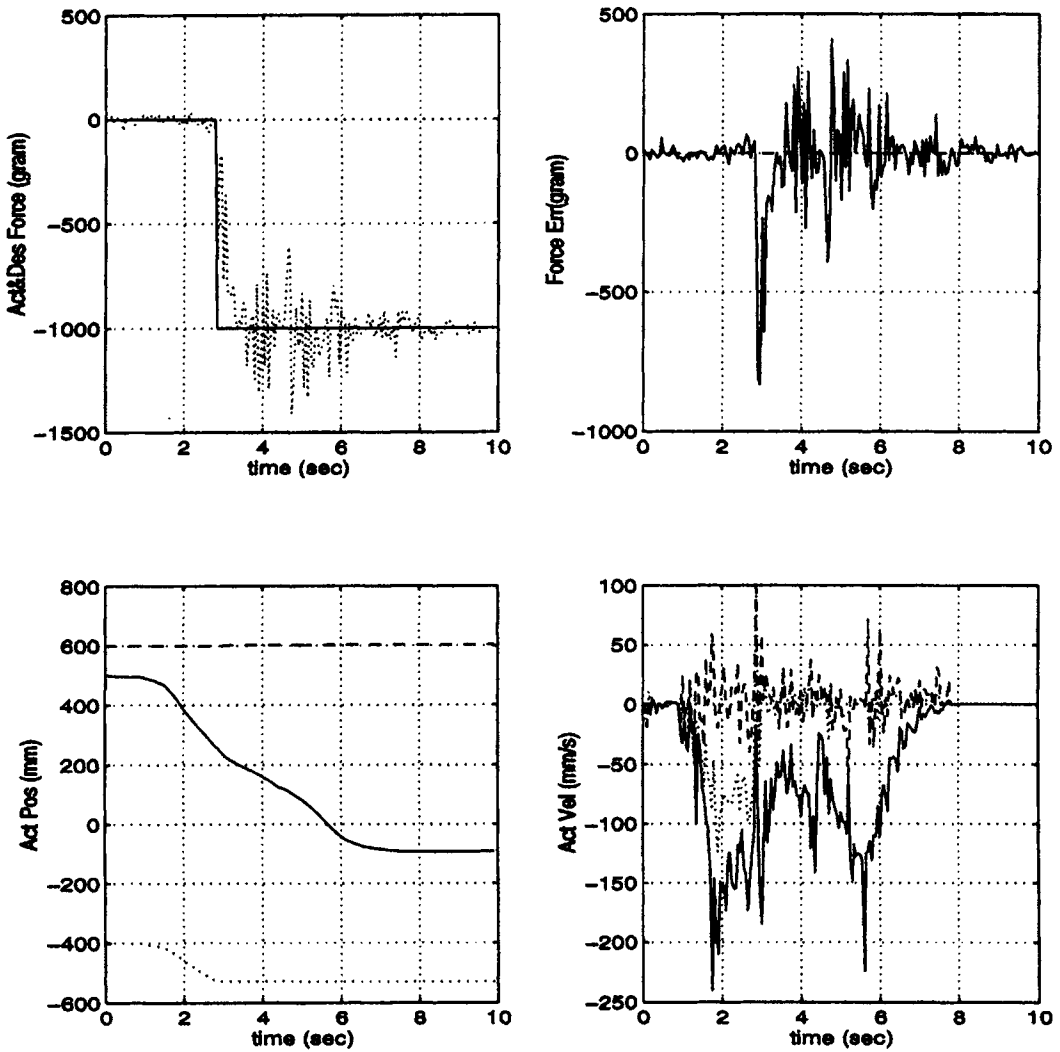 500
0
−500
−1000
−1500
Act&Des Force (gram)
0 2 4 6 8 10
time (sec)
500
0
−500
−1000
Force Err(gram)
0 2 4 6 8 10
time (sec)
800
600
400
200
0
−200
−400
−600
Act Pos (mm)
0 2 4 6 8 10
time (sec)
100
50
0
−50
−100
−150
−200
−250
Act Vel (mm/s)
0 2 4 6 8 10
time (sec)